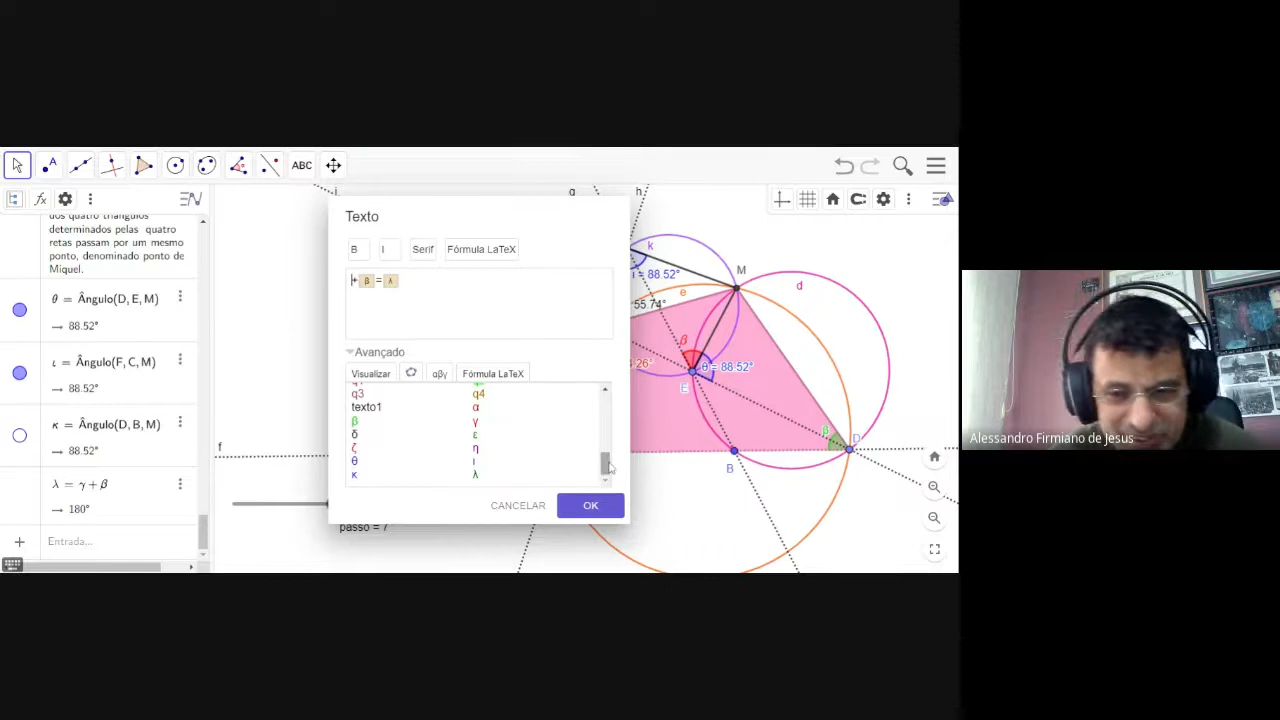 ABC
dos quatro triângulos
determinados pelas quatro
retas passam por um mesmo
ponto, denominado ponto de
Miquel.
θ = Ângulo(D, E, M)
→ 88.52°
ι = Ângulo(F, C, M)
→ 88.52°
κ = Ângulo(D, B, M)
→ 88.52°
λ = γ + β
→ 180°
+ Entrada...
Texto
B I Serif Fórmula LaTeX
+ β = λ
Avançado
Visualizar αβγ Fórmula LaTeX
q3 q4
texto1 α
β γ
δ ε
ζ η
θ ι
κ λ
CANCELAR OK
passo = 7
f
i
g
h
k
ι = 88.52°
M
d
e
55.74°
β
θ = 88.52°
E
β
D
B
Alessandro Firmiano de Jesus